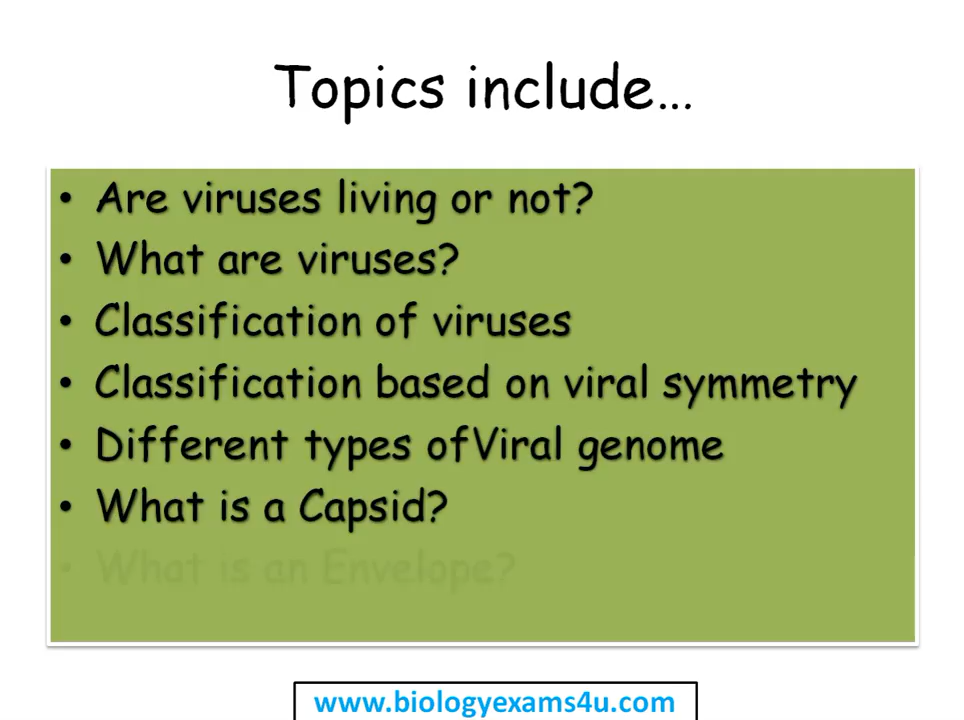 Topics include…
• Are viruses living or not?
• What are viruses?
• Classification of viruses
• Classification based on viral symmetry
• Different types ofViral genome
• What is a Capsid?
• What is an Envelope?
www.biologyexams4u.com